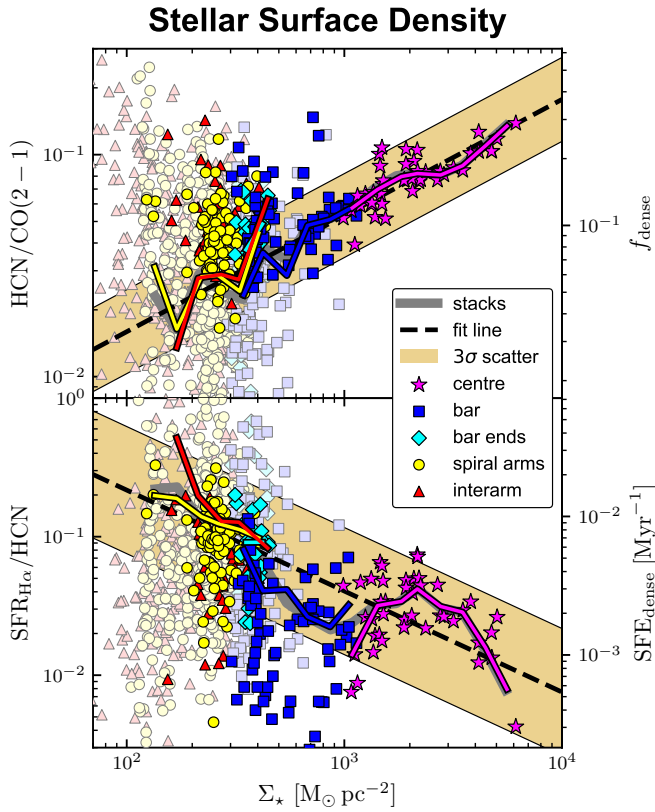 Stellar Surface Density
HCN/CO(2 − 1)
10⁻¹
10⁻²
f_dense
10⁻¹
stacks
fit line
3σ scatter
centre
bar
bar ends
spiral arms
interarm
SFR_Hα/HCN
10⁰
10⁻¹
10⁻²
SFE_dense [Myr⁻¹]
10⁻²
10⁻³
10²
10³
10⁴
Σ⋆ [M⊙ pc⁻²]